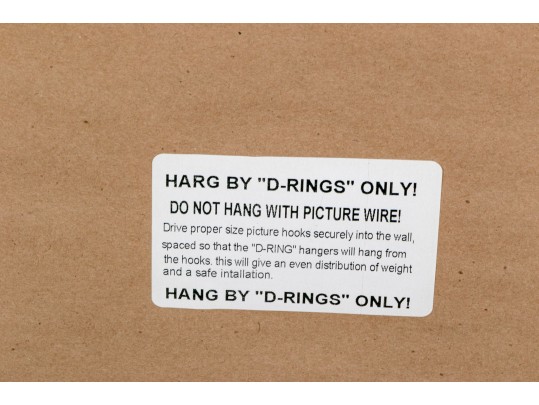 HARG BY "D-RINGS" ONLY!
DO NOT HANG WITH PICTURE WIRE!
Drive proper size picture hooks securely into the wall,
spaced so that the "D-RING" hangers will hang from
the hooks. this will give an even distribution of weight
and a safe intallation.
HANG BY "D-RINGS" ONLY!